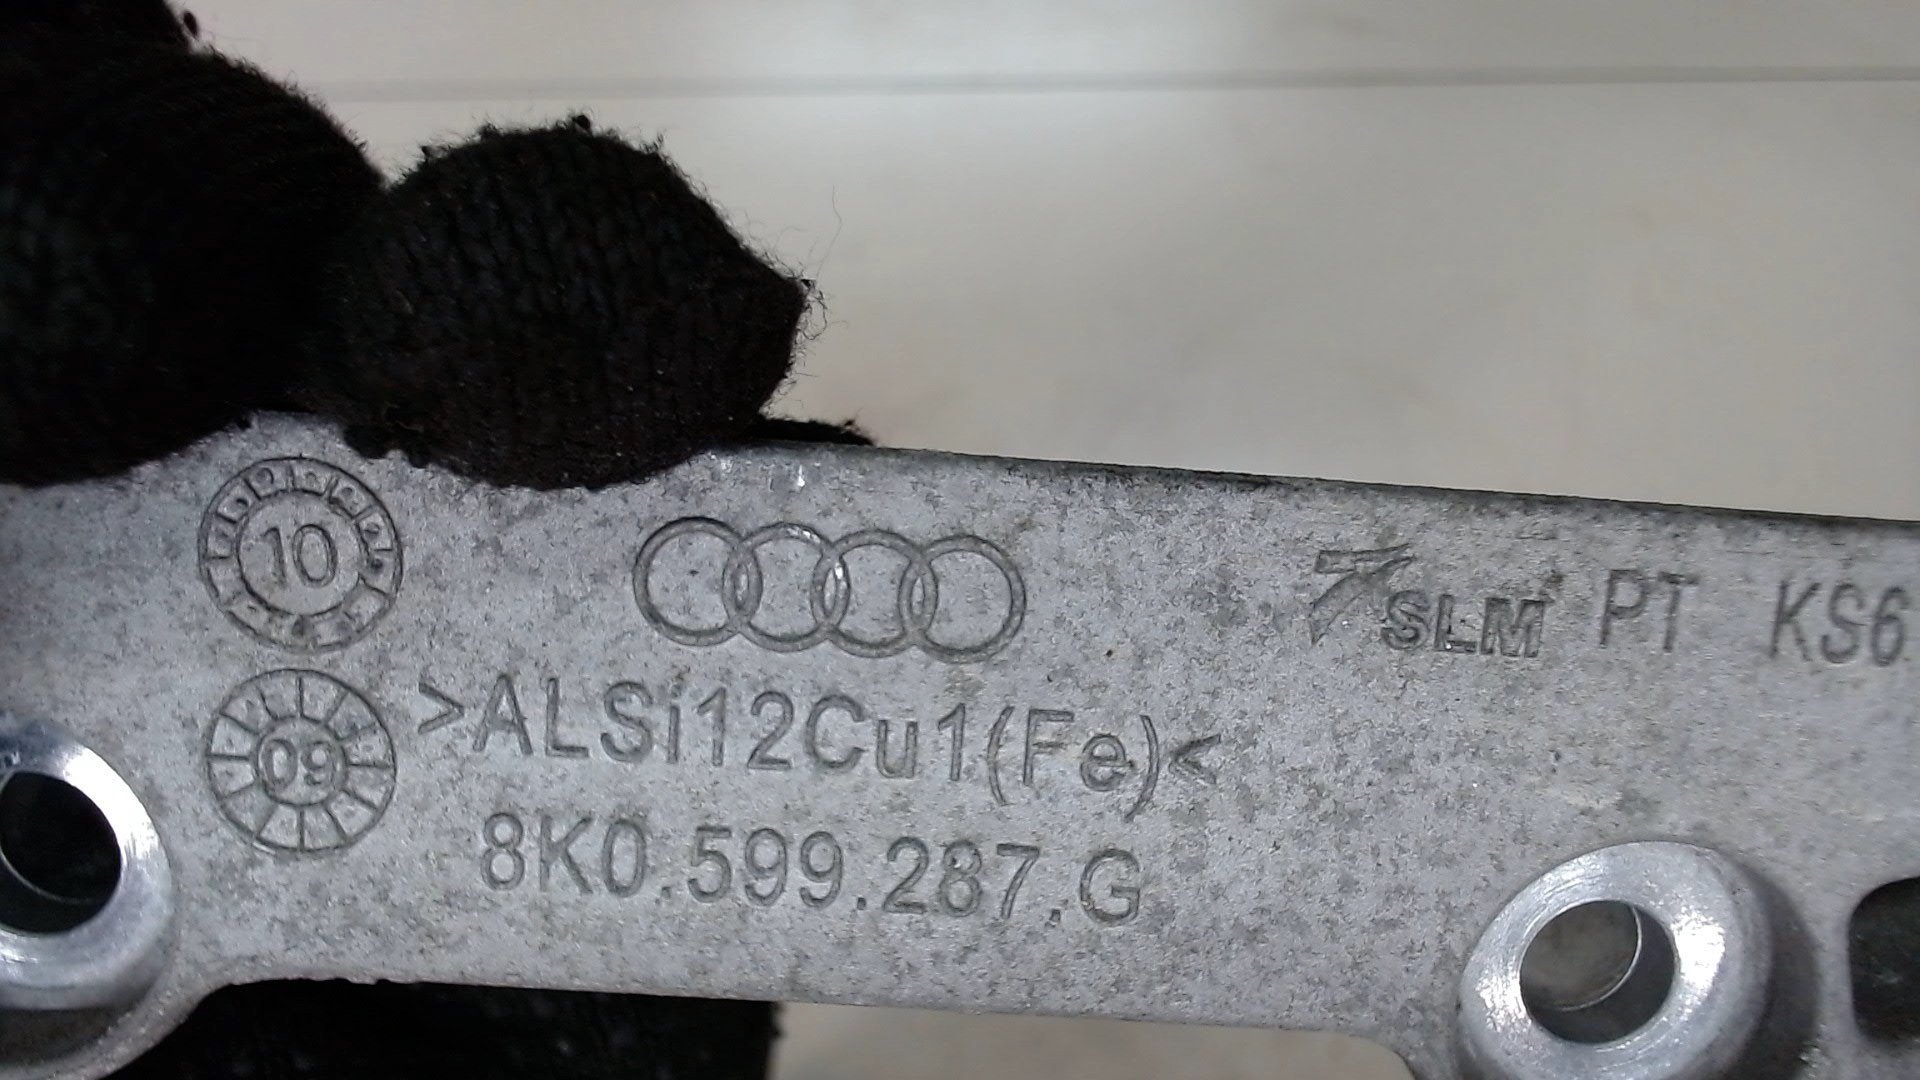 10
SLM PT KS6
09
>ALSi12Cu1(Fe)<
8K0.599.287.G